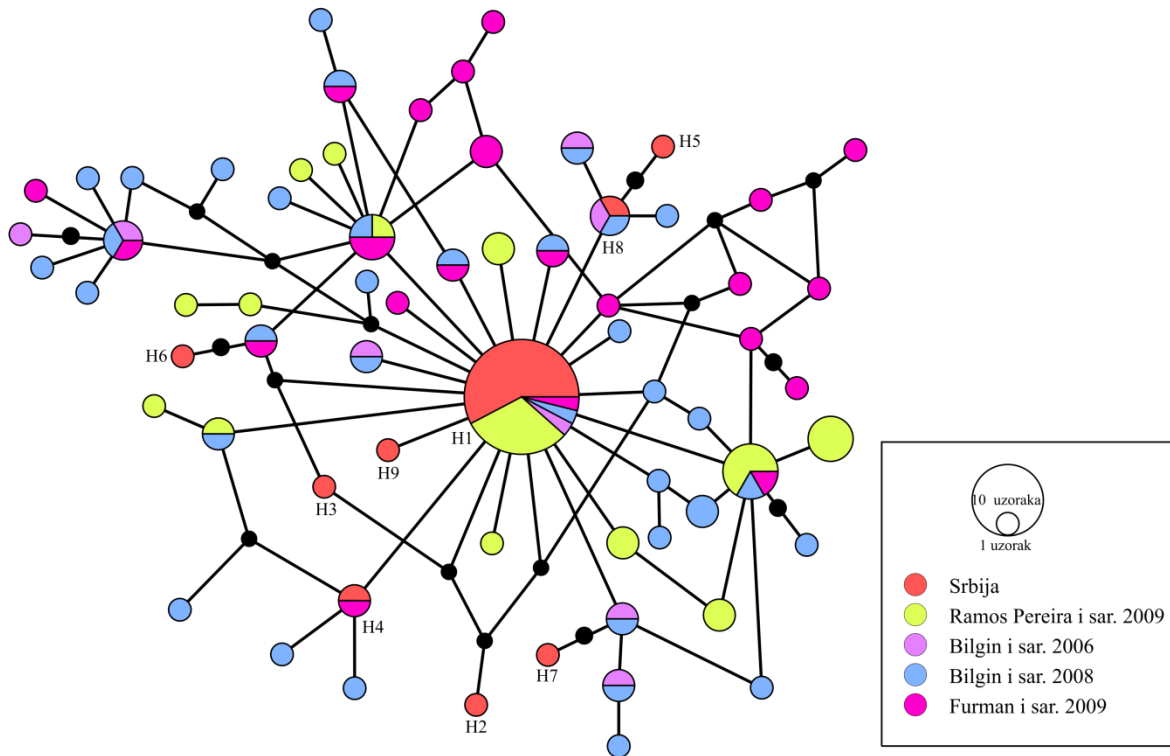 H5
H8
H6
H1
H9
H3
H4
H7
H2
10 uzoraka
1 uzorak
Srbija
Ramos Pereira i sar. 2009
Bilgin i sar. 2006
Bilgin i sar. 2008
Furman i sar. 2009